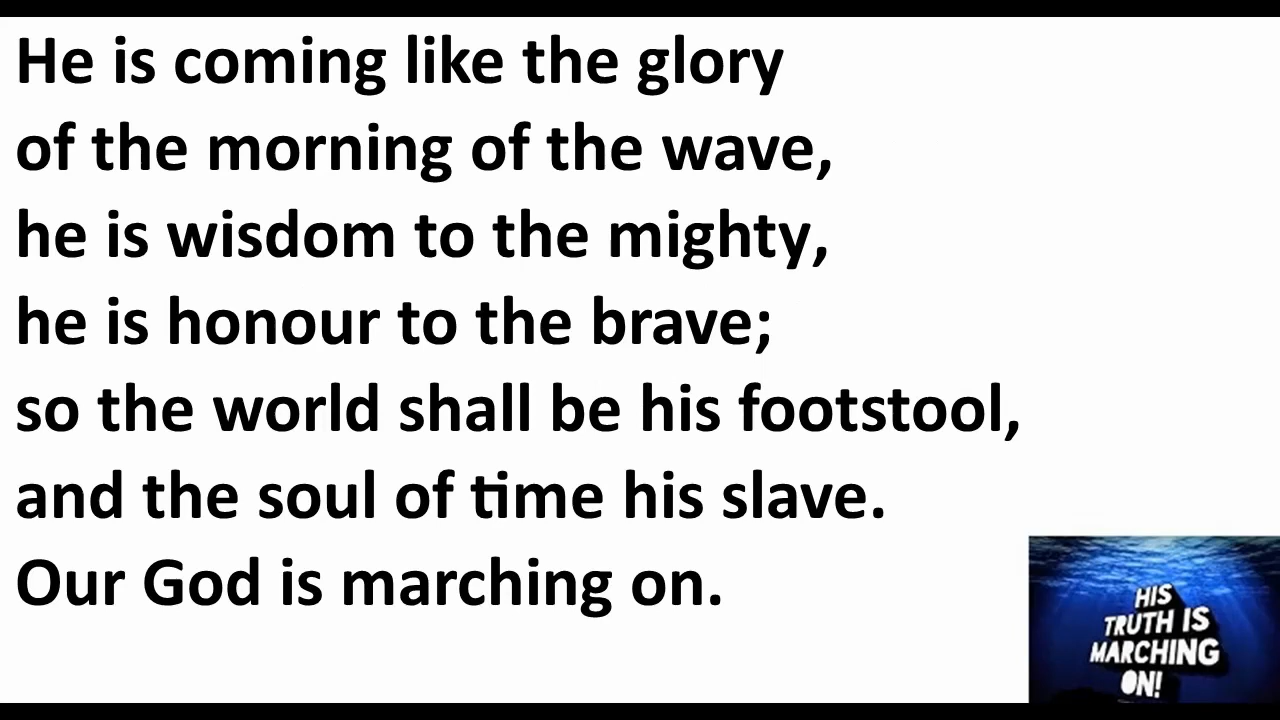 He is coming like the glory
of the morning of the wave,
he is wisdom to the mighty,
he is honour to the brave;
so the world shall be his footstool,
and the soul of time his slave.
Our God is marching on.
HIS
TRUTH IS
MARCHING
ON!